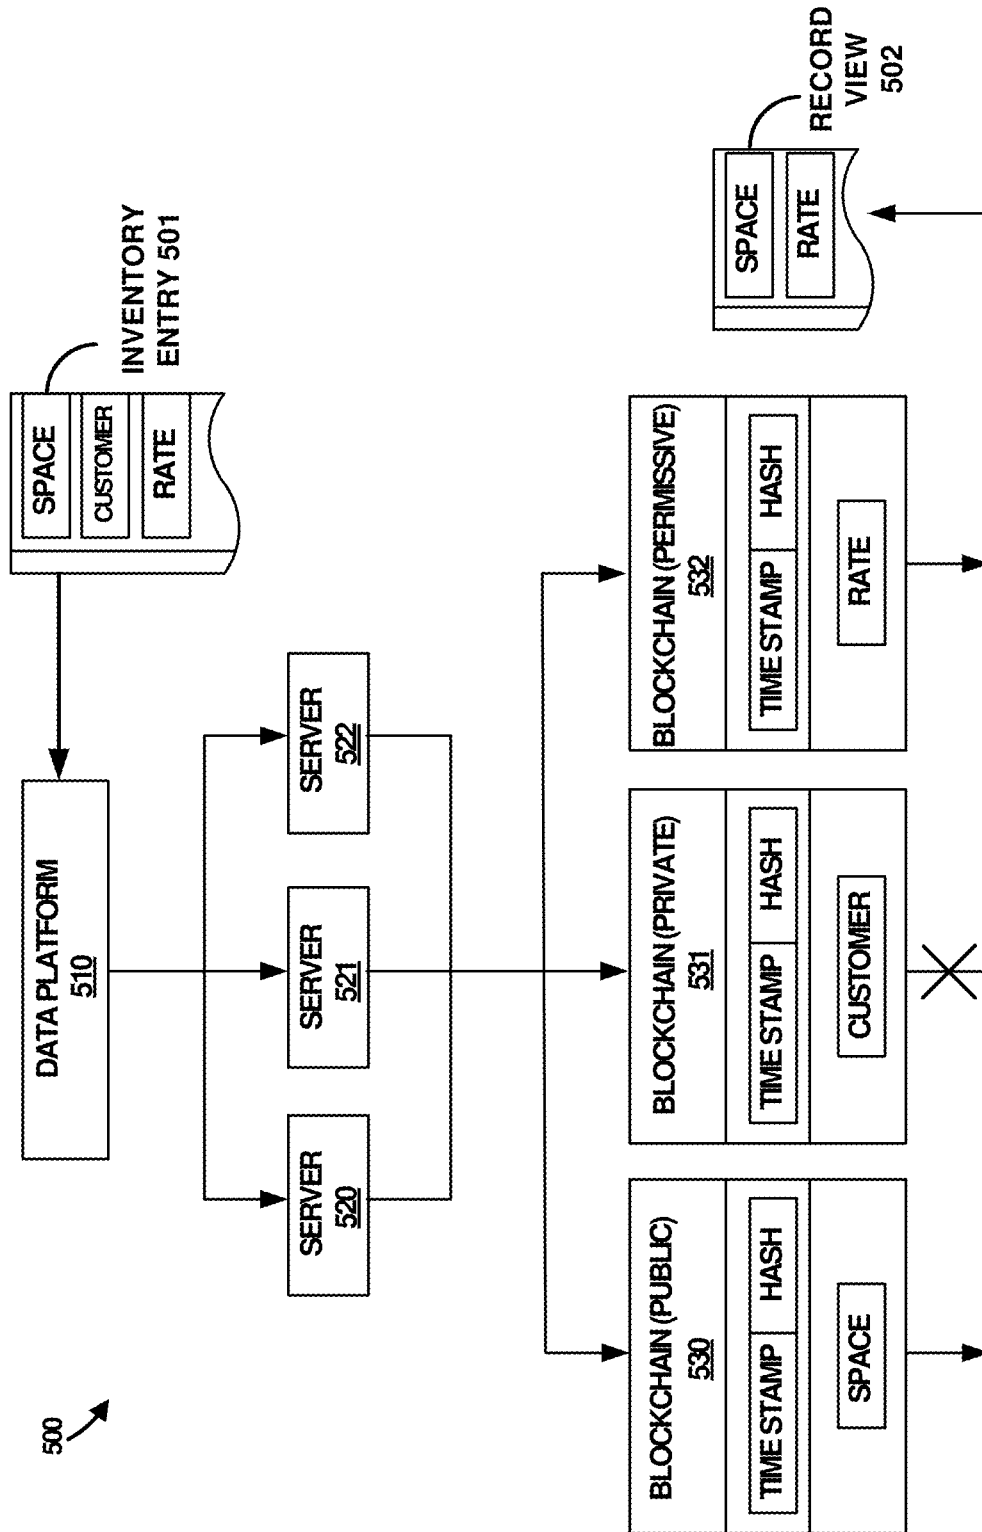 500
DATA PLATFORM
510
SPACE
CUSTOMER
RATE
INVENTORY
ENTRY 501
SERVER
520
SERVER
521
SERVER
522
BLOCKCHAIN (PUBLIC)
530
TIME STAMP
HASH
SPACE
BLOCKCHAIN (PRIVATE)
531
TIME STAMP
HASH
CUSTOMER
BLOCKCHAIN (PERMISSIVE)
532
TIME STAMP
HASH
RATE
SPACE
RATE
RECORD
VIEW
502